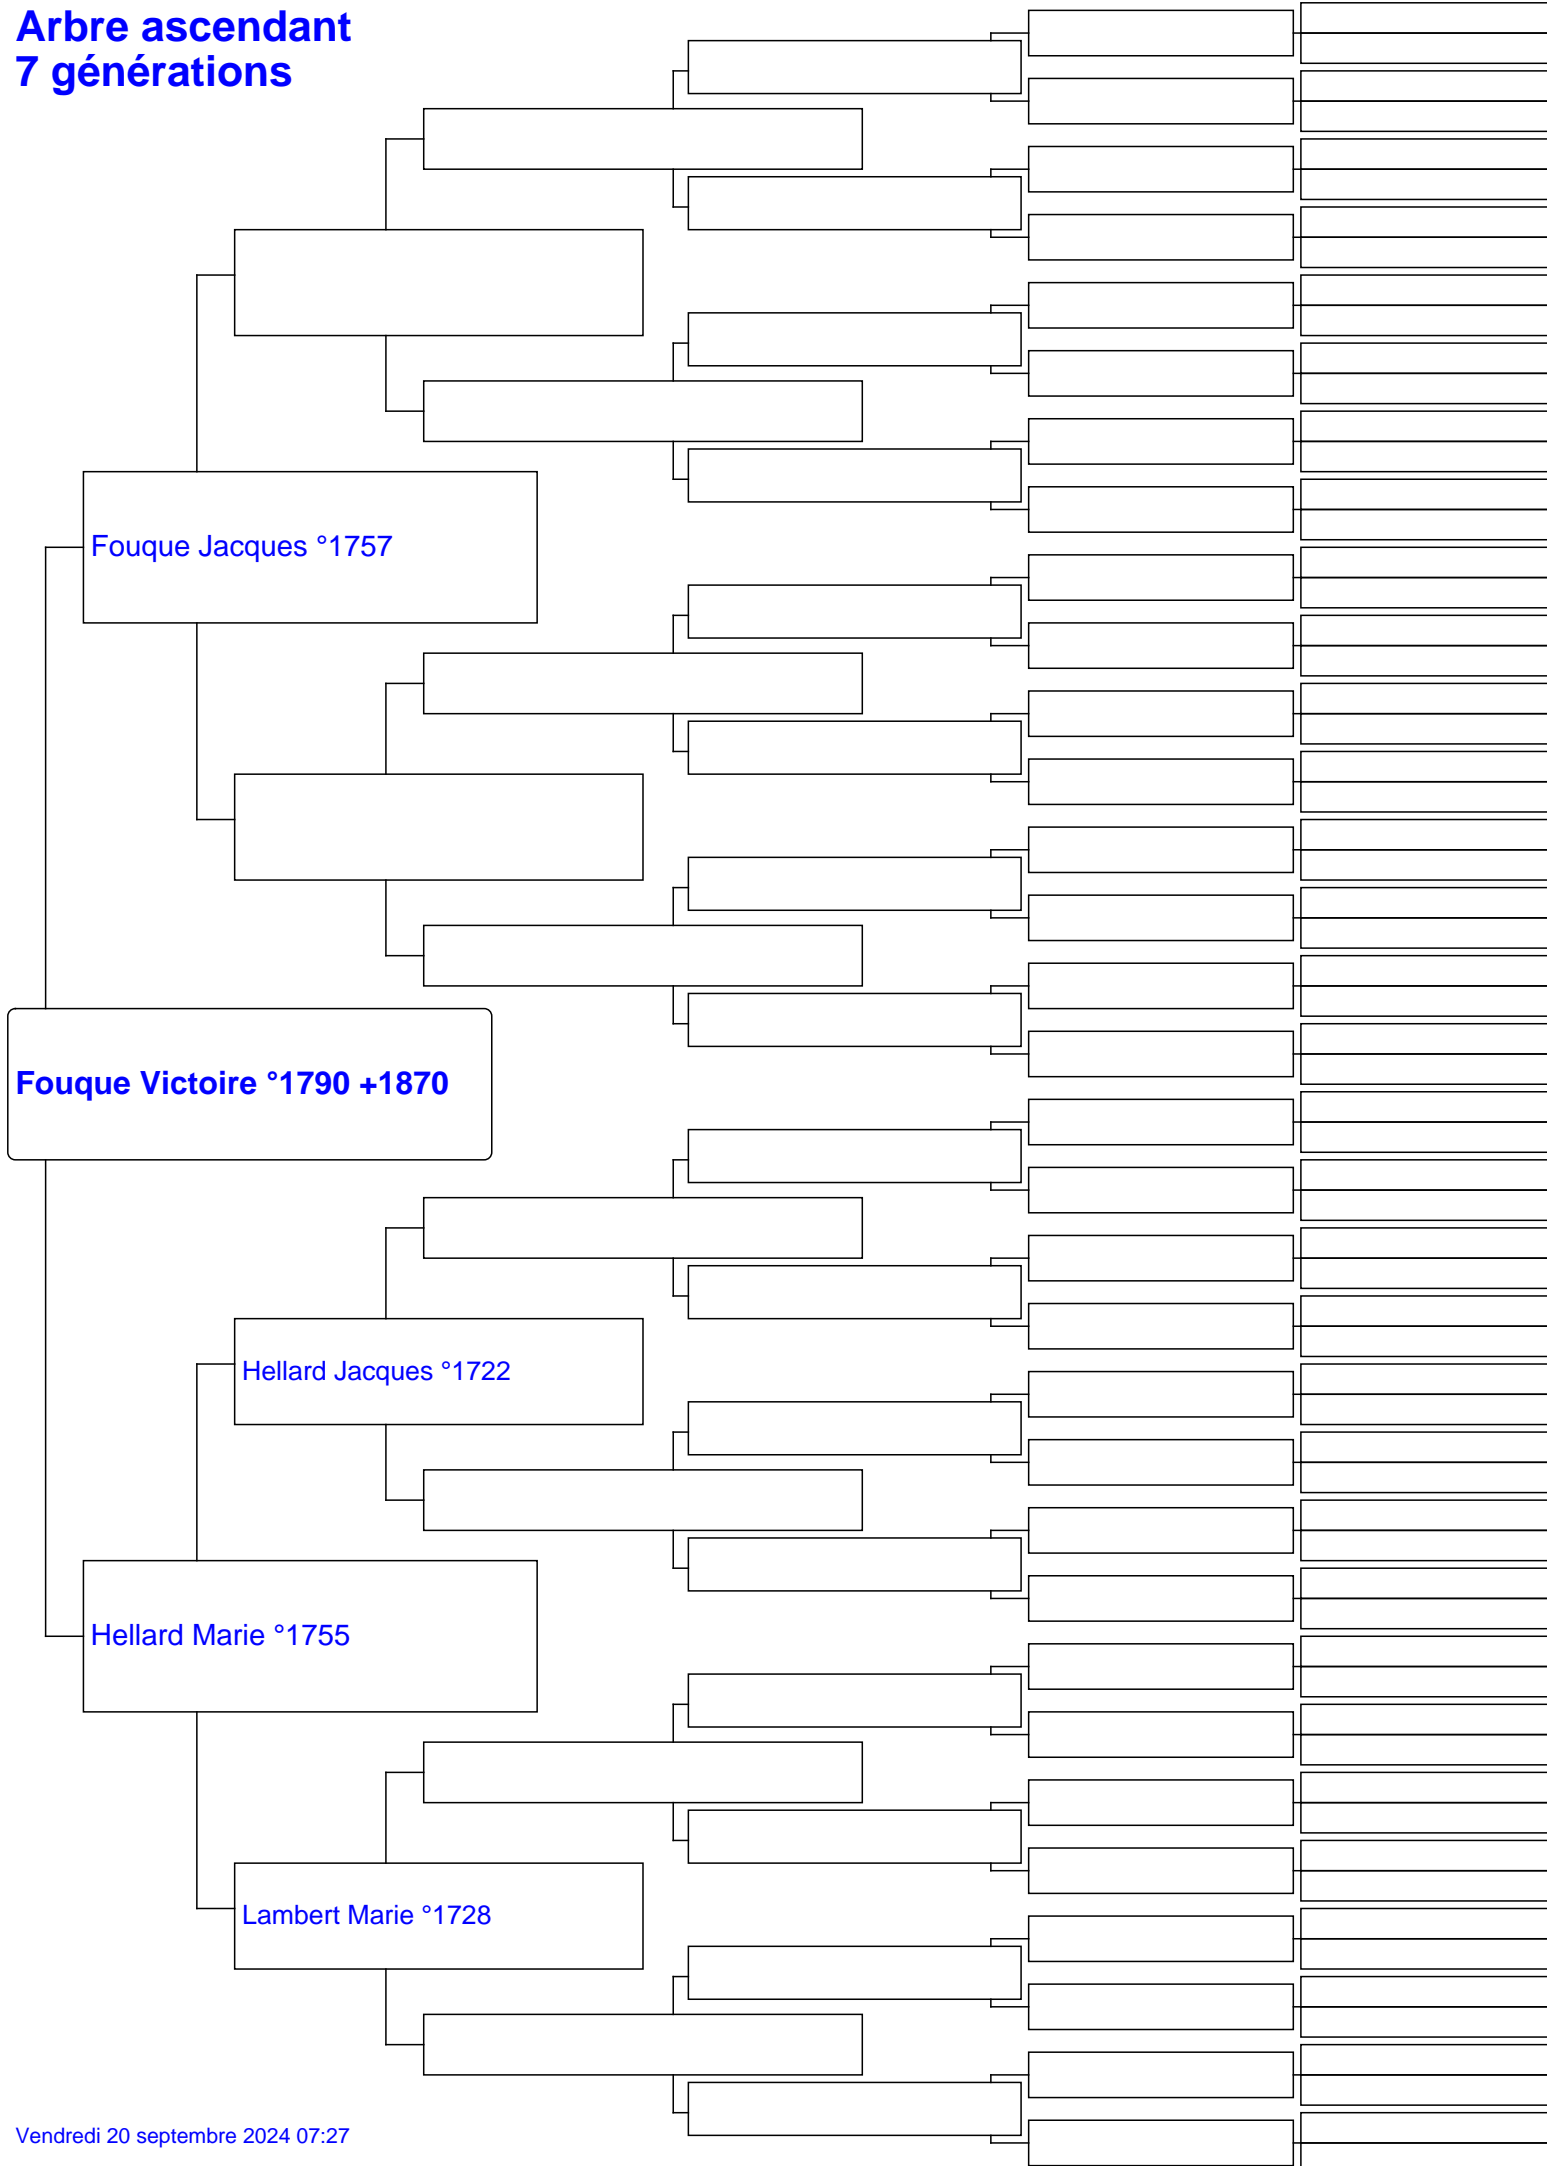 Arbre ascendant
7 générations
Fouque Jacques °1757
Fouque Victoire °1790 +1870
Hellard Jacques °1722
Hellard Marie °1755
Lambert Marie °1728
Vendredi 20 septembre 2024 07:27